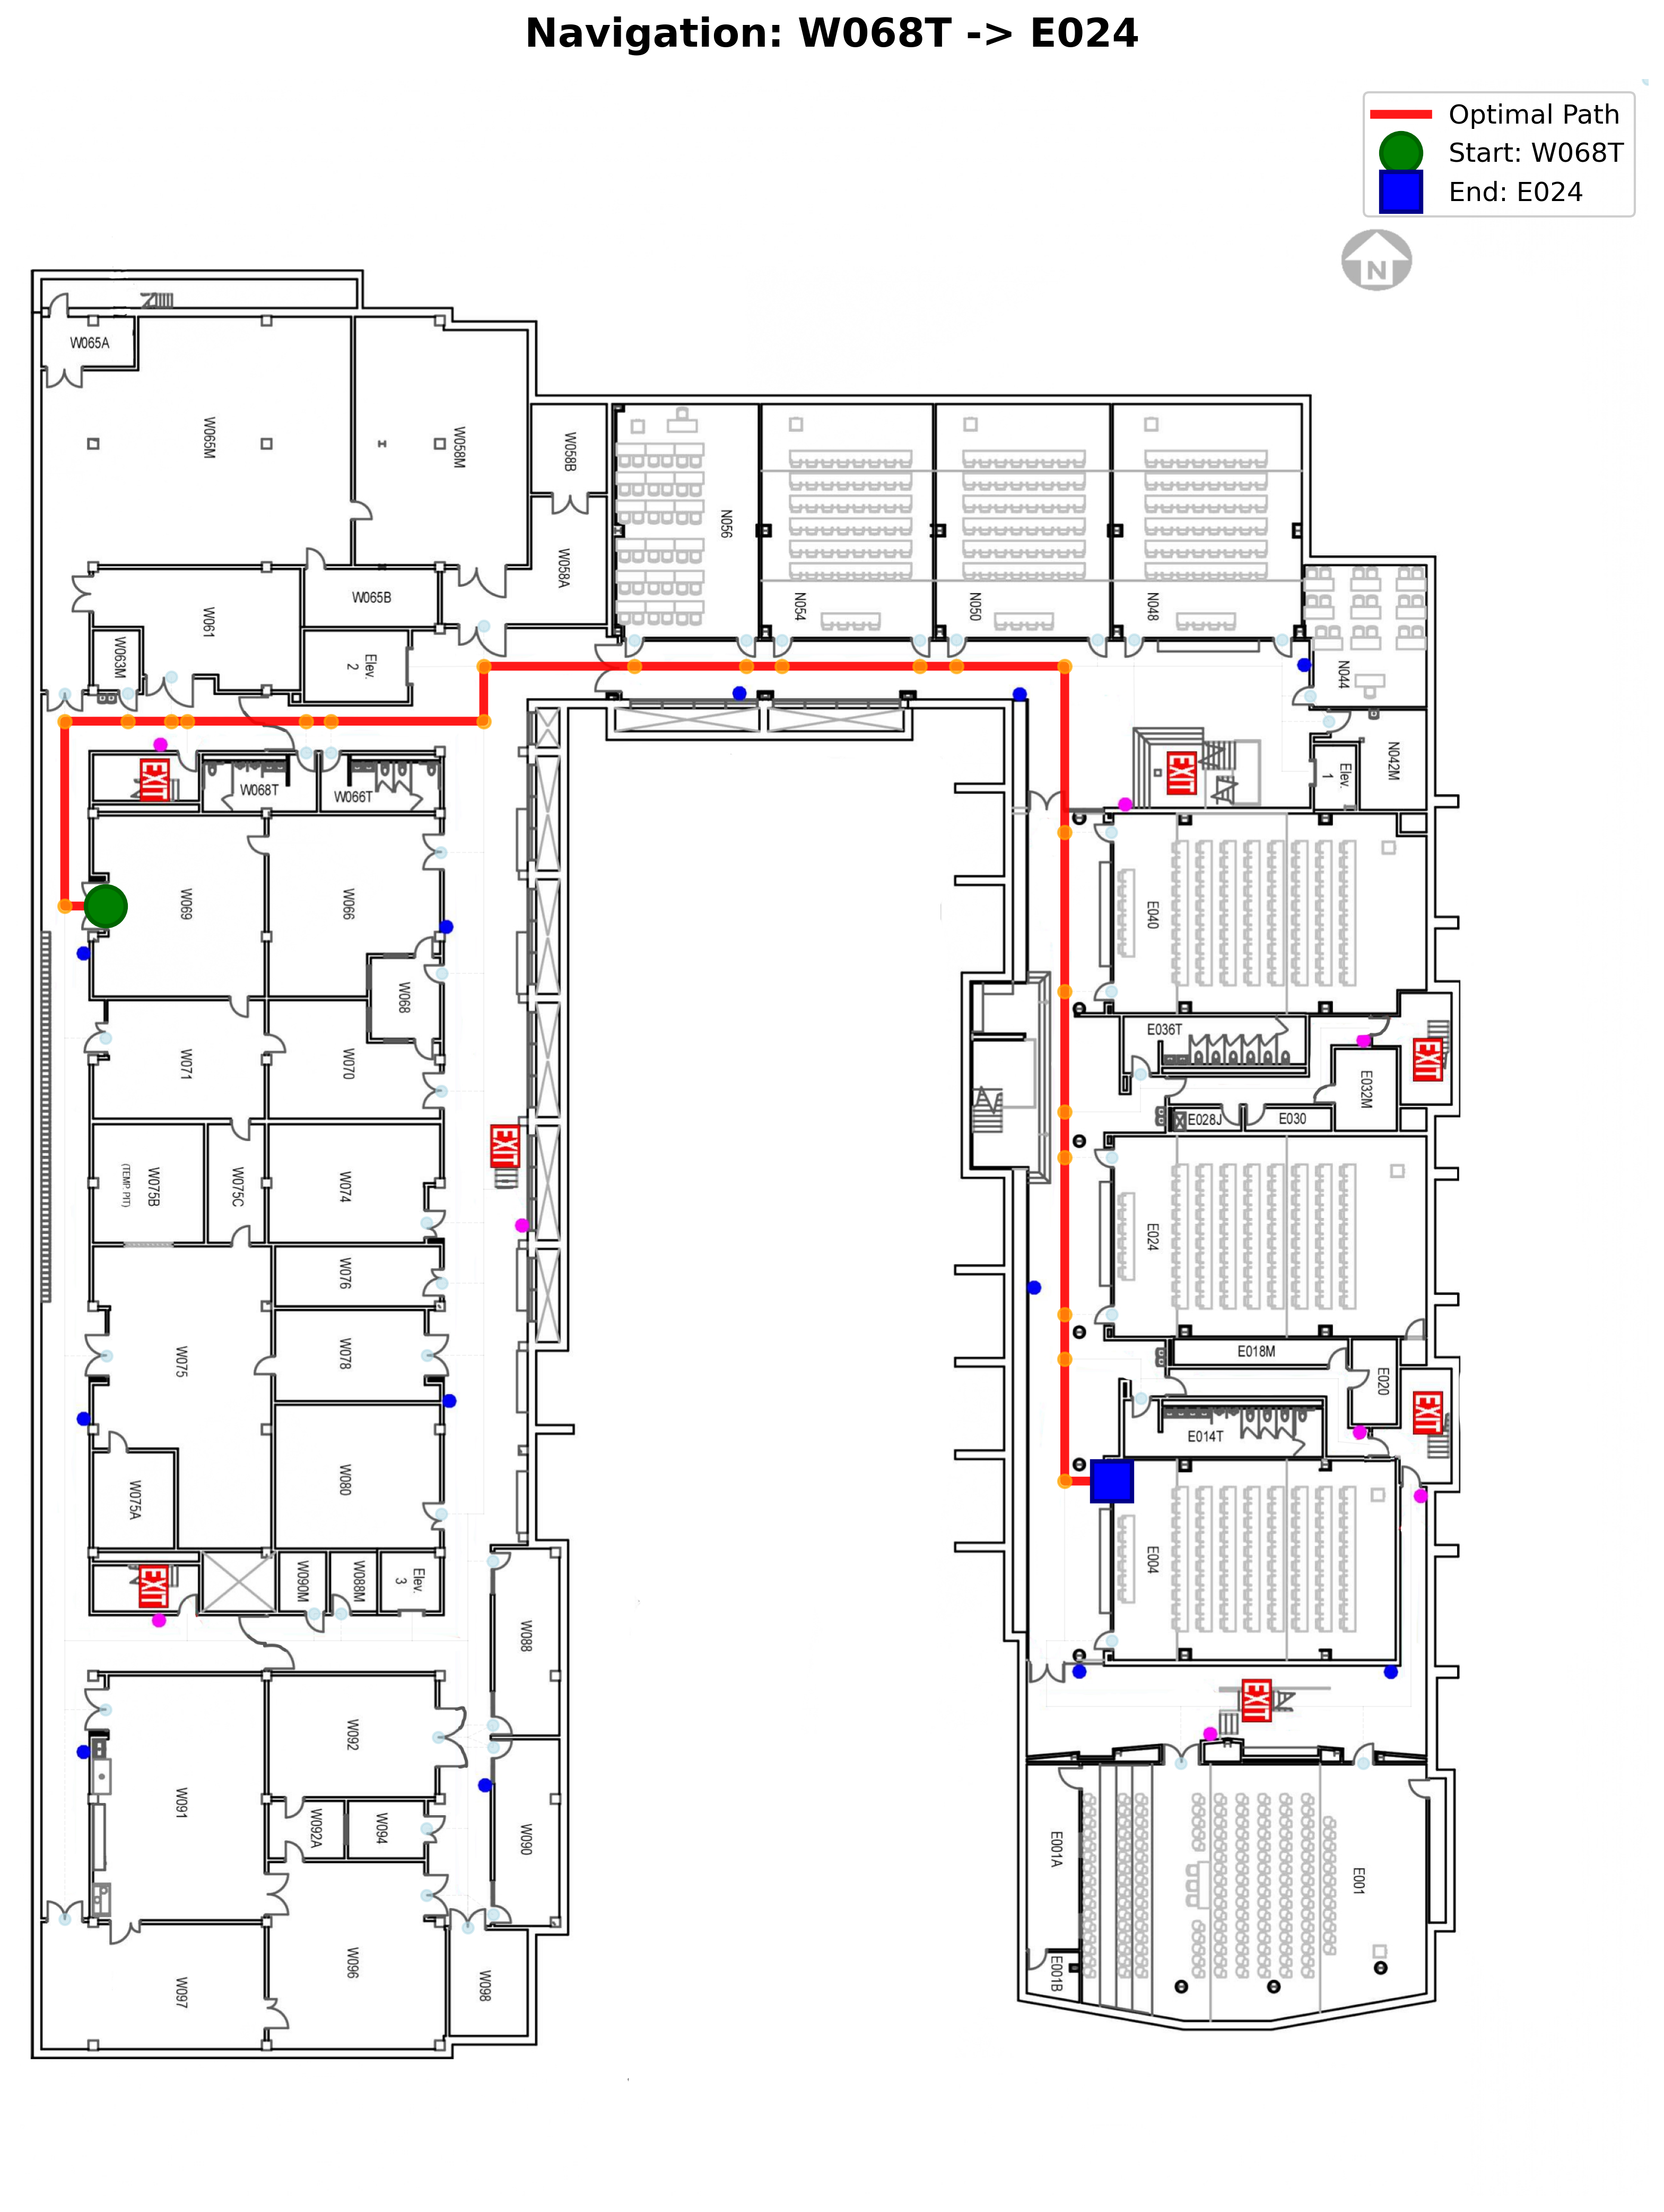 Navigation: W068T -> E024
Optimal Path
Start: W068T
End: E024
N
W065A
W065M
W058M
W058B
W058A
N056
N054
N050
N048
N044
N042M
Elev.
1
W065B
W061
W063M
Elev.
2
EXIT
W068T
W066T
EXIT
W069
W066
W068
E040
W071
W070
E036T
E032M
EXIT
E028J
E030
W075B
(TEMP. PIT)
W075C
W074
EXIT
E024
W076
W075
W078
E018M
E020
EXIT
E014T
W075A
W080
E004
EXIT
W090M
W088M
Elev.
3
W088
EXIT
W092
W091
W092A
W094
W090
E001A
E001
W097
W096
W098
E001B